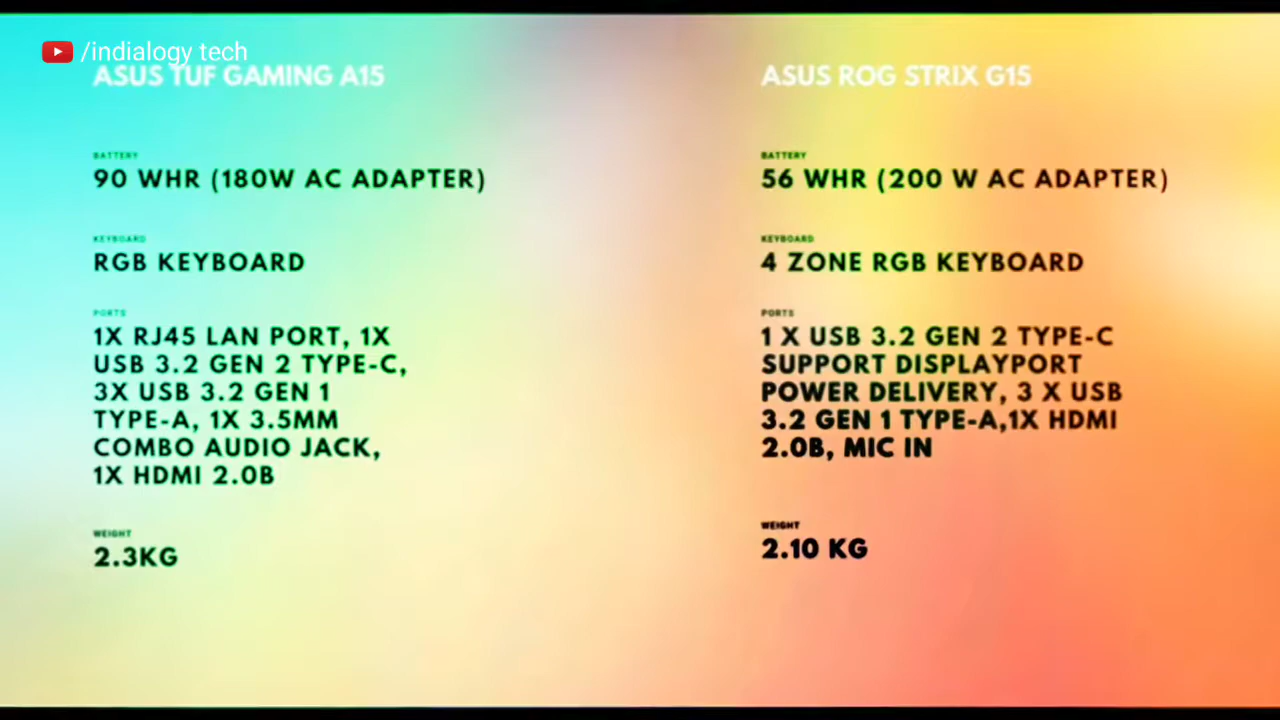 /indialogy tech
ASUS TUF GAMING A15
BATTERY
90 WHR (180W AC ADAPTER)
KEYBOARD
RGB KEYBOARD
PORTS
1X RJ45 LAN PORT, 1X
USB 3.2 GEN 2 TYPE-C,
3X USB 3.2 GEN 1
TYPE-A, 1X 3.5MM
COMBO AUDIO JACK,
1X HDMI 2.0B
WEIGHT
2.3KG
ASUS ROG STRIX G15
BATTERY
56 WHR (200 W AC ADAPTER)
KEYBOARD
4 ZONE RGB KEYBOARD
PORTS
1 X USB 3.2 GEN 2 TYPE-C
SUPPORT DISPLAYPORT
POWER DELIVERY, 3 X USB
3.2 GEN 1 TYPE-A,1X HDMI
2.0B, MIC IN
WEIGHT
2.10 KG